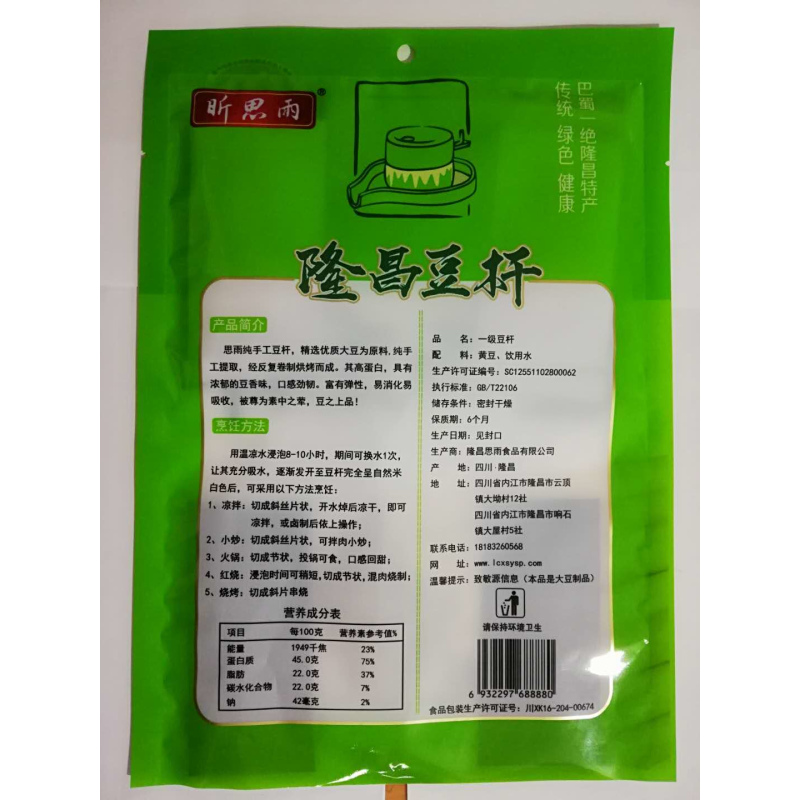 昕思雨®
巴蜀一绝隆昌特产
传统 绿色 健康
隆昌豆扦
产品简介
思雨纯手工豆杆，精选优质大豆为原料,纯手
工提取，经反复卷制烘烤而成。其高蛋白，具有
浓郁的豆香味，口感劲韧。富有弹性，易消化易
吸收，被尊为素中之荤，豆之上品！
烹饪方法
用温凉水浸泡8-10小时，期间可换水1次，
让其充分吸水，逐渐发开至豆杆完全呈自然米
白色后，可采用以下方法烹饪：
1、凉拌：切成斜丝片状，开水焯后凉干，即可
凉拌，或卤制后依上操作；
2、小炒：切成斜丝片状，可拌肉小炒；
3、火锅：切成节状，投锅可食，口感回甜；
4、红烧：浸泡时间可稍短,切成节状,混肉烧制；
5、烧烤：切成斜片串烧
营养成分表
项目 每100克 营养素参考值%
能量 1949千焦 23%
蛋白质 45.0克 75%
脂肪 22.0克 37%
碳水化合物 22.0克 7%
钠 42毫克 2%
品 名：一级豆杆
配 料：黄豆、饮用水
生产许可证编号：SC12551102800062
执行标准：GB/T22106
储存条件：密封干燥
保质期：6个月
生产日期：见封口
生产商：隆昌思雨食品有限公司
产 地：四川·隆昌
地 址：四川省内江市隆昌市云顶
镇大坳村12社
四川省内江市隆昌市响石
镇大屋村5社
联系电话：18183260568
网 址：www.lcxsysp.com
温馨提示：致敏源信息（本品是大豆制品）
请保持环境卫生
6 932297 688880
食品包装生产许可证号：川XK16-204-00674